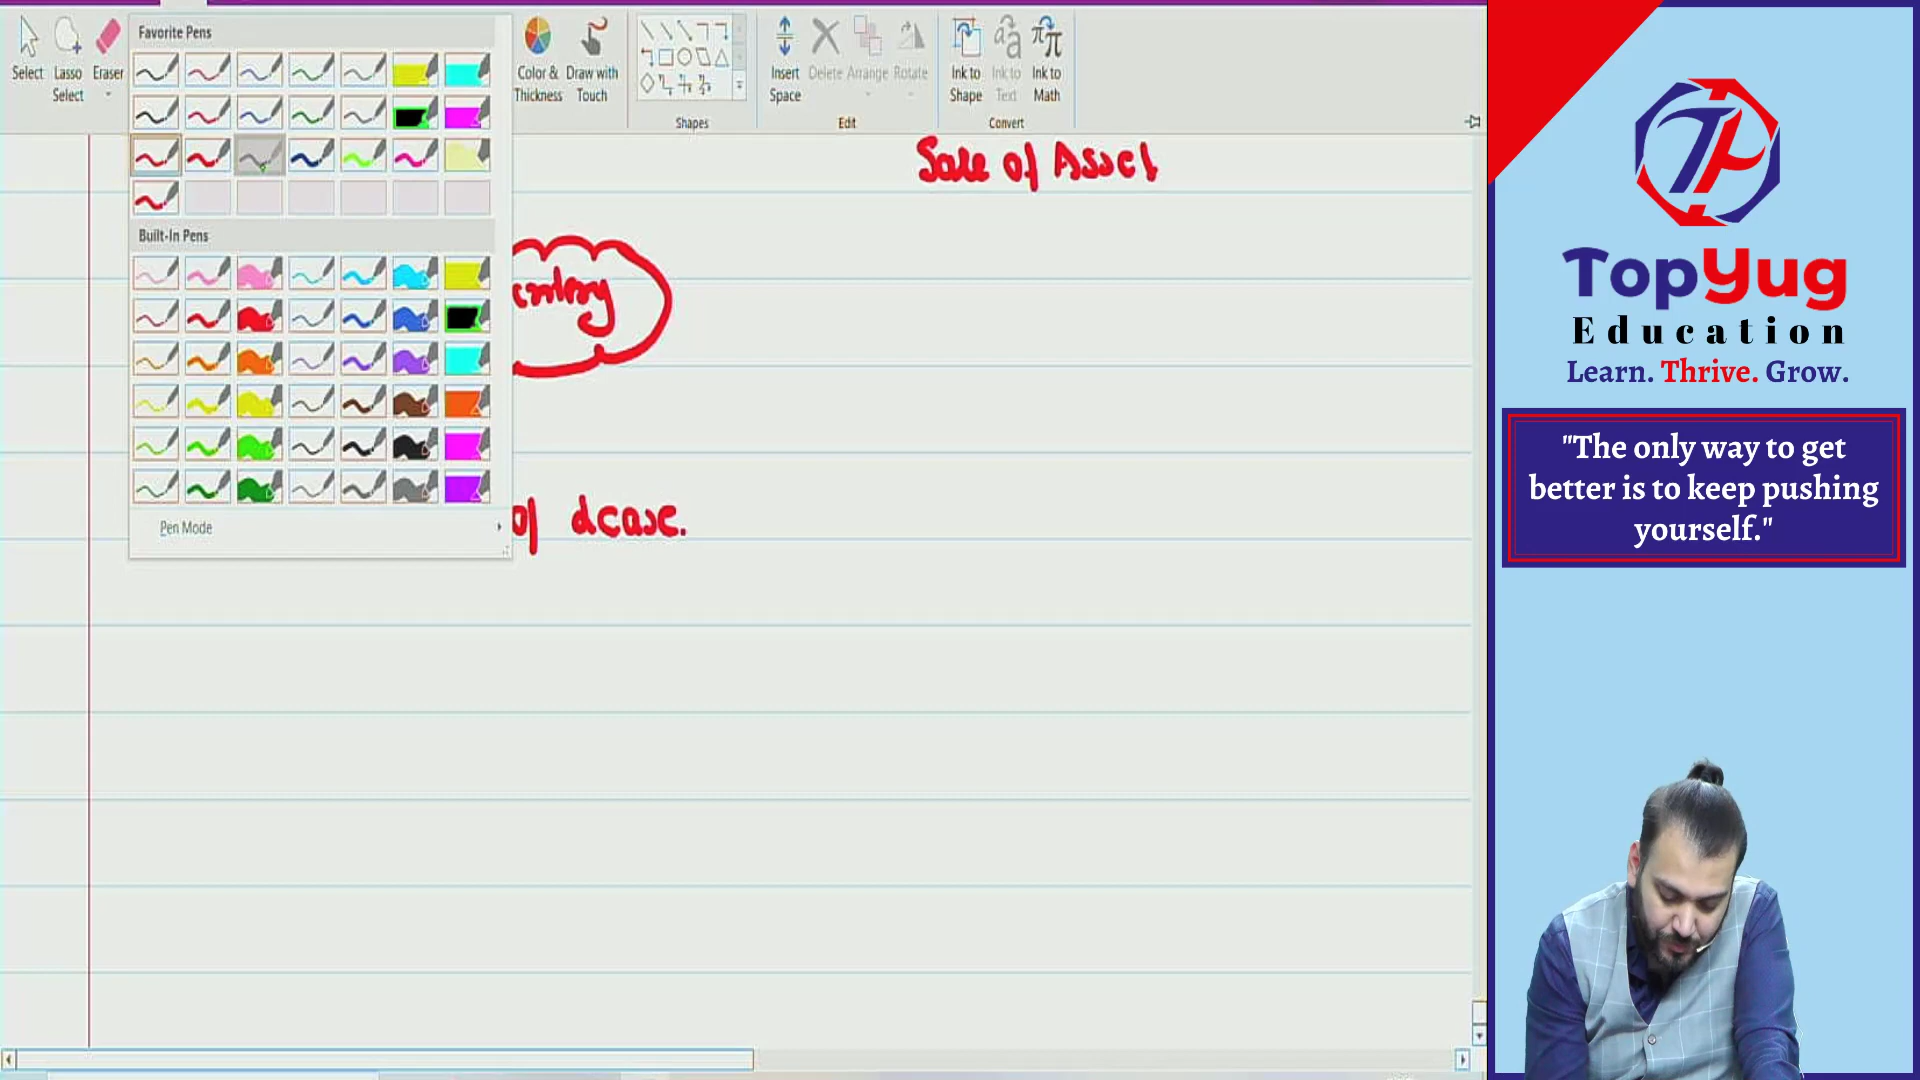 Favorite Pens
Select
Lasso Select
Eraser
Color & Thickness
Draw with Touch
Shapes
Insert Space
Delete
Arrange
Rotate
Edit
Ink to Shape
Ink to Text
Ink to Math
Convert
Built-In Pens
Pen Mode
Sale of Asset
of
TopYug
Education
Learn. Thrive. Grow.
"The only way to get
better is to keep pushing
yourself."